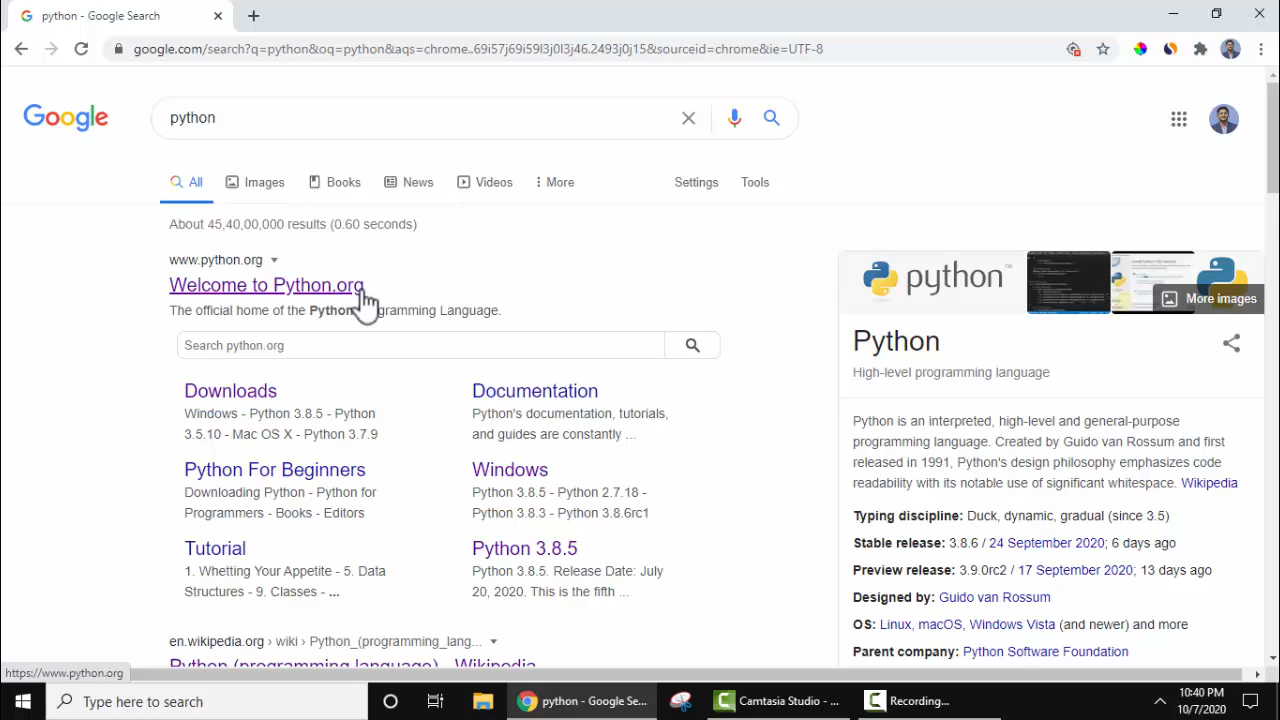 python - Google Search
google.com/search?q=python&oq=python&aqs=chrome..69i57j69i59l3j0l3j46.2493j0j15&sourceid=chrome&ie=UTF-8
Google
python
All
Images
Books
News
Videos
More
Settings
Tools
About 45,40,00,000 results (0.60 seconds)
www.python.org
Welcome to Python.org
The official home of the Python gramming Language.
Search python.org
Downloads
Windows - Python 3.8.5 - Python
3.5.10 - Mac OS X - Python 3.7.9
Documentation
Python's documentation, tutorials,
and guides are constantly ...
Python For Beginners
Downloading Python - Python for
Programmers - Books - Editors
Windows
Python 3.8.5 - Python 2.7.18 -
Python 3.8.3 - Python 3.8.6rc1
Tutorial
1. Whetting Your Appetite - 5. Data
Structures - 9. Classes - ...
Python 3.8.5
Python 3.8.5. Release Date: July
20, 2020. This is the fifth ...
en.wikipedia.org › wiki › Python_(programming_lang...
Python (programming language) - Wikipedia
python™
More images
Python
High-level programming language
Python is an interpreted, high-level and general-purpose
programming language. Created by Guido van Rossum and first
released in 1991, Python's design philosophy emphasizes code
readability with its notable use of significant whitespace. Wikipedia
Typing discipline: Duck, dynamic, gradual (since 3.5)
Stable release: 3.8.6 / 24 September 2020; 6 days ago
Preview release: 3.9.0rc2 / 17 September 2020; 13 days ago
Designed by: Guido van Rossum
OS: Linux, macOS, Windows Vista (and newer) and more
Parent company: Python Software Foundation
https://www.python.org
Type here to search
python - Google Se...
Camtasia Studio - ...
Recording...
10:40 PM
10/7/2020